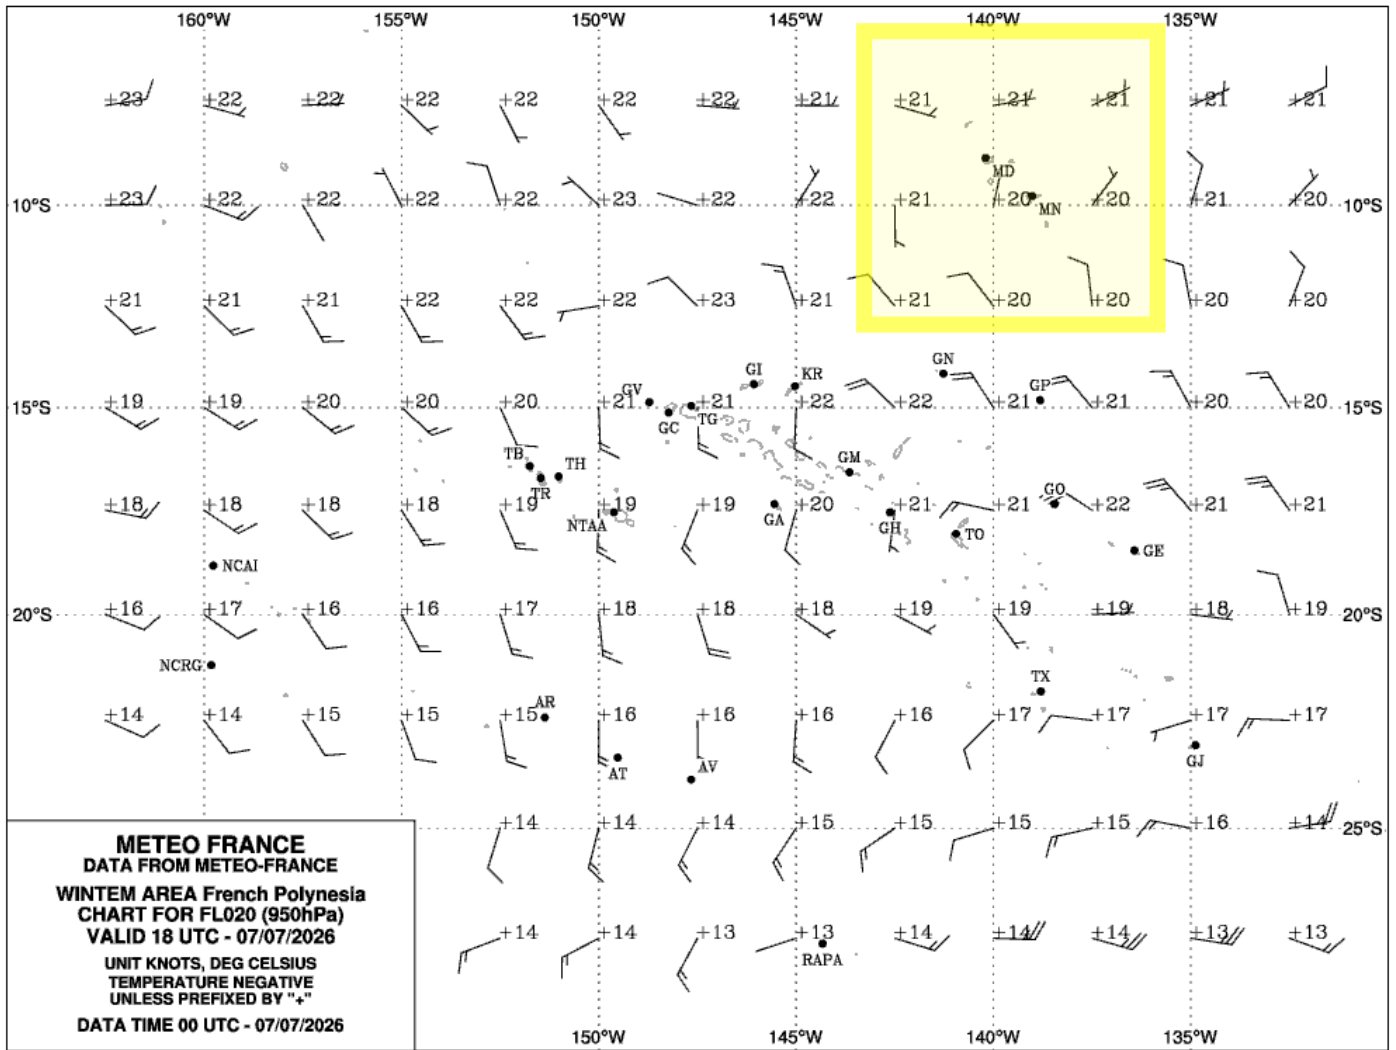 160°W 155°W 150°W 145°W 140°W 135°W
+23 +22 +22 +22 +22 +22 +22 +21 +21 +21 +21 +21 +21
MD
10°S +23 +22 +22 +22 +22 +23 +22 +22 +21 +20 +20 +21 +20 10°S
MN
+21 +21 +21 +22 +22 +22 +23 +21 +21 +20 +20 +20 +20
GN
GI KR
GV GP
15°S +19 +19 +20 +20 +20 +21 +21 +22 +22 +21 +21 +20 +20 15°S
GC TG
TB TH GM
TR GO
+18 +18 +18 +18 +19 +19 +19 +20 +21 +21 +22 +21 +21
NTAA GA GH TO
GE
NCAI
20°S +16 +17 +16 +16 +17 +18 +18 +18 +19 +19 +19 +18 +19 20°S
NCRG
TX
AR
+14 +14 +15 +15 +15 +16 +16 +16 +16 +17 +17 +17 +17
AT AV GJ
+14 +14 +14 +15 +15 +15 +15 +16 +14 25°S
METEO FRANCE
DATA FROM METEO-FRANCE
WINTEM AREA French Polynesia
CHART FOR FL020 (950hPa)
VALID 18 UTC - 07/07/2026
UNIT KNOTS, DEG CELSIUS
TEMPERATURE NEGATIVE
UNLESS PREFIXED BY "+"
DATA TIME 00 UTC - 07/07/2026
+14 +14 +13 +13 +14 +14 +14 +13 +13
RAPA
150°W 145°W 140°W 135°W